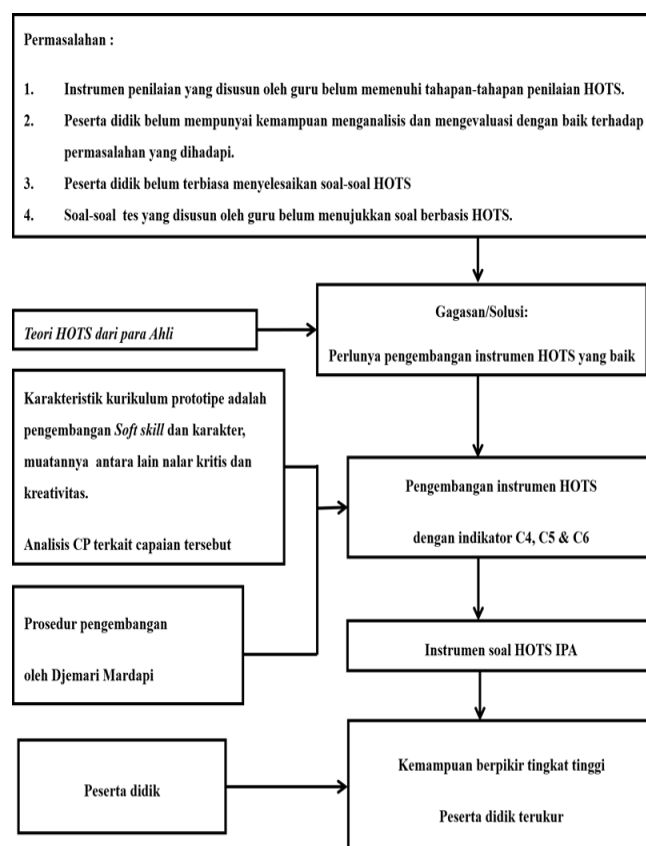 Permasalahan :
1. Instrumen penilaian yang disusun oleh guru belum memenuhi tahapan-tahapan penilaian HOTS.
2. Peserta didik belum mempunyai kemampuan menganalisis dan mengevaluasi dengan baik terhadap
permasalahan yang dihadapi.
3. Peserta didik belum terbiasa menyelesaikan soal-soal HOTS
4. Soal-soal tes yang disusun oleh guru belum menujukkan soal berbasis HOTS.
Gagasan/Solusi:
Perlunya pengembangan instrumen HOTS yang baik
Teori HOTS dari para Ahli
Karakteristik kurikulum prototipe adalah
pengembangan Soft skill dan karakter,
muatannya antara lain nalar kritis dan
kreativitas.
Analisis CP terkait capaian tersebut
Pengembangan instrumen HOTS
dengan indikator C4, C5 & C6
Prosedur pengembangan
oleh Djemari Mardapi
Instrumen soal HOTS IPA
Peserta didik
Kemampuan berpikir tingkat tinggi
Peserta didik terukur